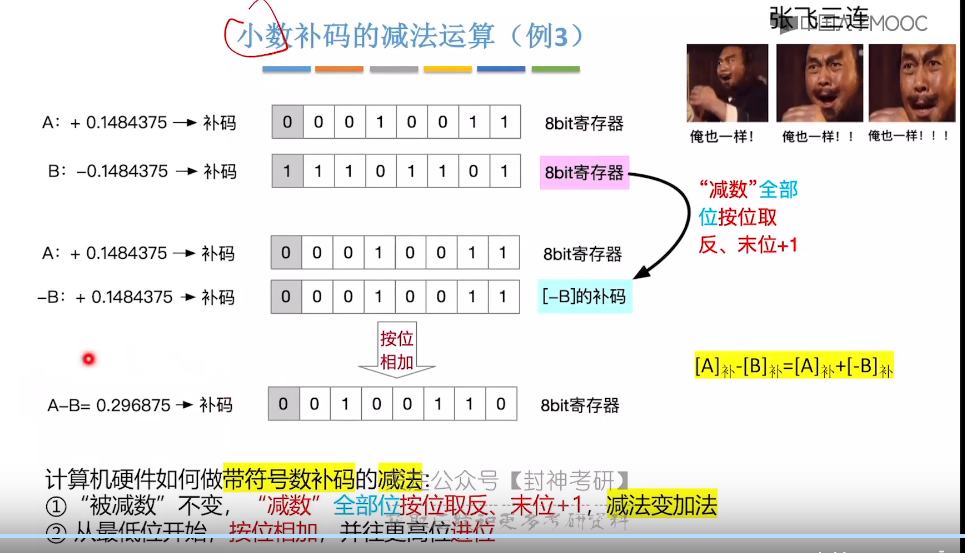 张飞三连
中国大学MOOC
小数补码的减法运算（例3）
A：+ 0.1484375 → 补码 0 0 0 1 0 0 1 1 8bit寄存器
俺也一样！ 俺也一样！！ 俺也一样！！！
B：-0.1484375 → 补码 1 1 1 0 1 1 0 1 8bit寄存器
“减数”全部
位按位取
反、末位+1
A：+ 0.1484375 → 补码 0 0 0 1 0 0 1 1 8bit寄存器
-B：+ 0.1484375 → 补码 0 0 0 1 0 0 1 1 [-B]的补码
按位
相加
[A]补-[B]补=[A]补+[-B]补
A-B= 0.296875 → 补码 0 0 1 0 0 1 1 0 8bit寄存器
计算机硬件如何做带符号数补码的减法：
公众号【封神考研】
①“被减数”不变，“减数”全部位按位取反、末位+1，减法变加法
②从最低位开始，按位相加，并往更高位进位